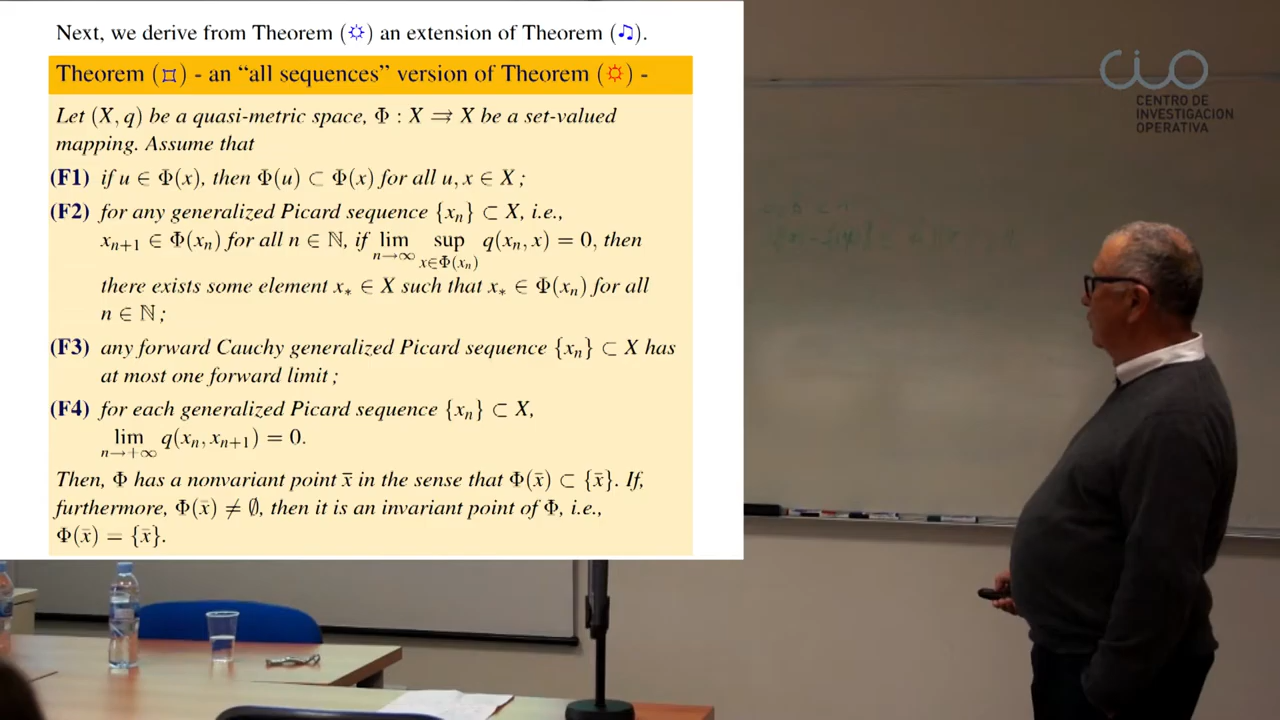 Next, we derive from Theorem (☼) an extension of Theorem (♫).
Theorem (¤) - an “all sequences” version of Theorem (☼) -
Let (X, q) be a quasi-metric space, Φ : X ⇉ X be a set-valued
mapping. Assume that
(F1) if u ∈ Φ(x), then Φ(u) ⊂ Φ(x) for all u, x ∈ X ;
(F2) for any generalized Picard sequence {xₙ} ⊂ X, i.e.,
xₙ₊₁ ∈ Φ(xₙ) for all n ∈ ℕ, if lim n→∞ sup x∈Φ(xₙ) q(xₙ, x) = 0, then
there exists some element x∗ ∈ X such that x∗ ∈ Φ(xₙ) for all
n ∈ ℕ ;
(F3) any forward Cauchy generalized Picard sequence {xₙ} ⊂ X has
at most one forward limit ;
(F4) for each generalized Picard sequence {xₙ} ⊂ X,
lim n→+∞ q(xₙ, xₙ₊₁) = 0.
Then, Φ has a nonvariant point x̄ in the sense that Φ(x̄) ⊂ {x̄}. If,
furthermore, Φ(x̄) ≠ ∅, then it is an invariant point of Φ, i.e.,
Φ(x̄) = {x̄}.
CIO
CENTRO DE
INVESTIGACION
OPERATIVA